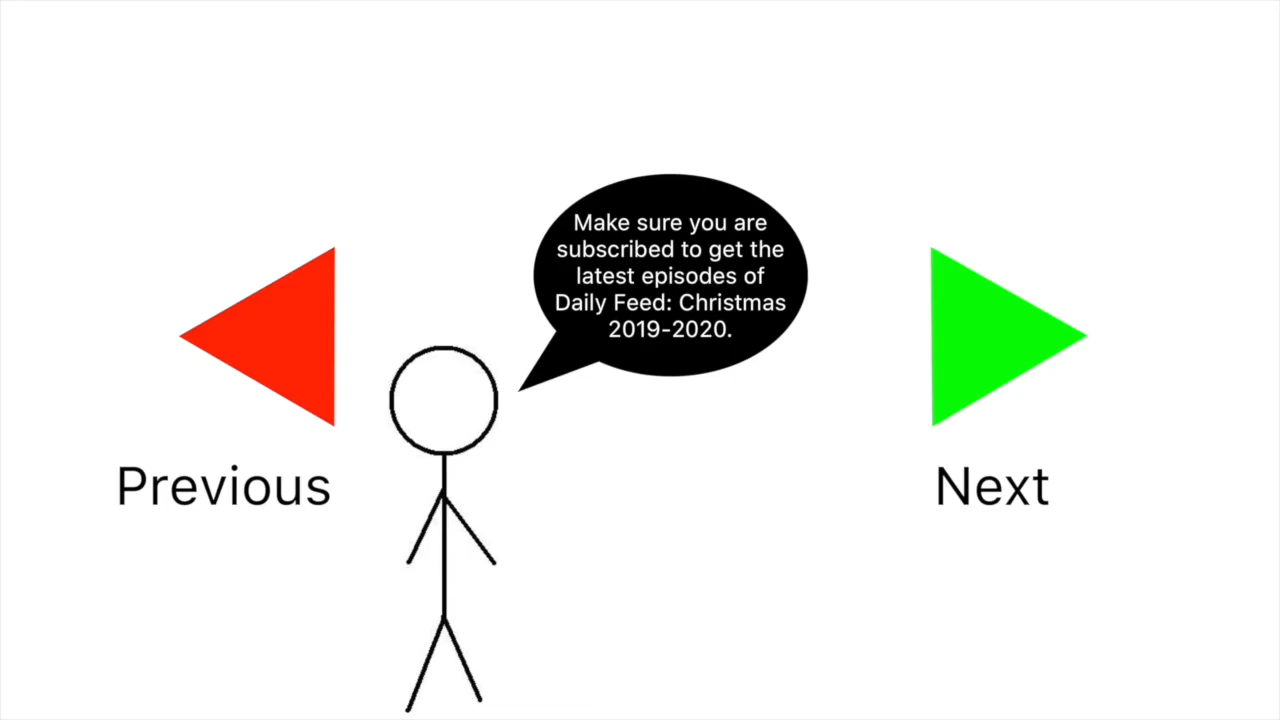 Make sure you are
subscribed to get the
latest episodes of
Daily Feed: Christmas
2019-2020.
Previous
Next